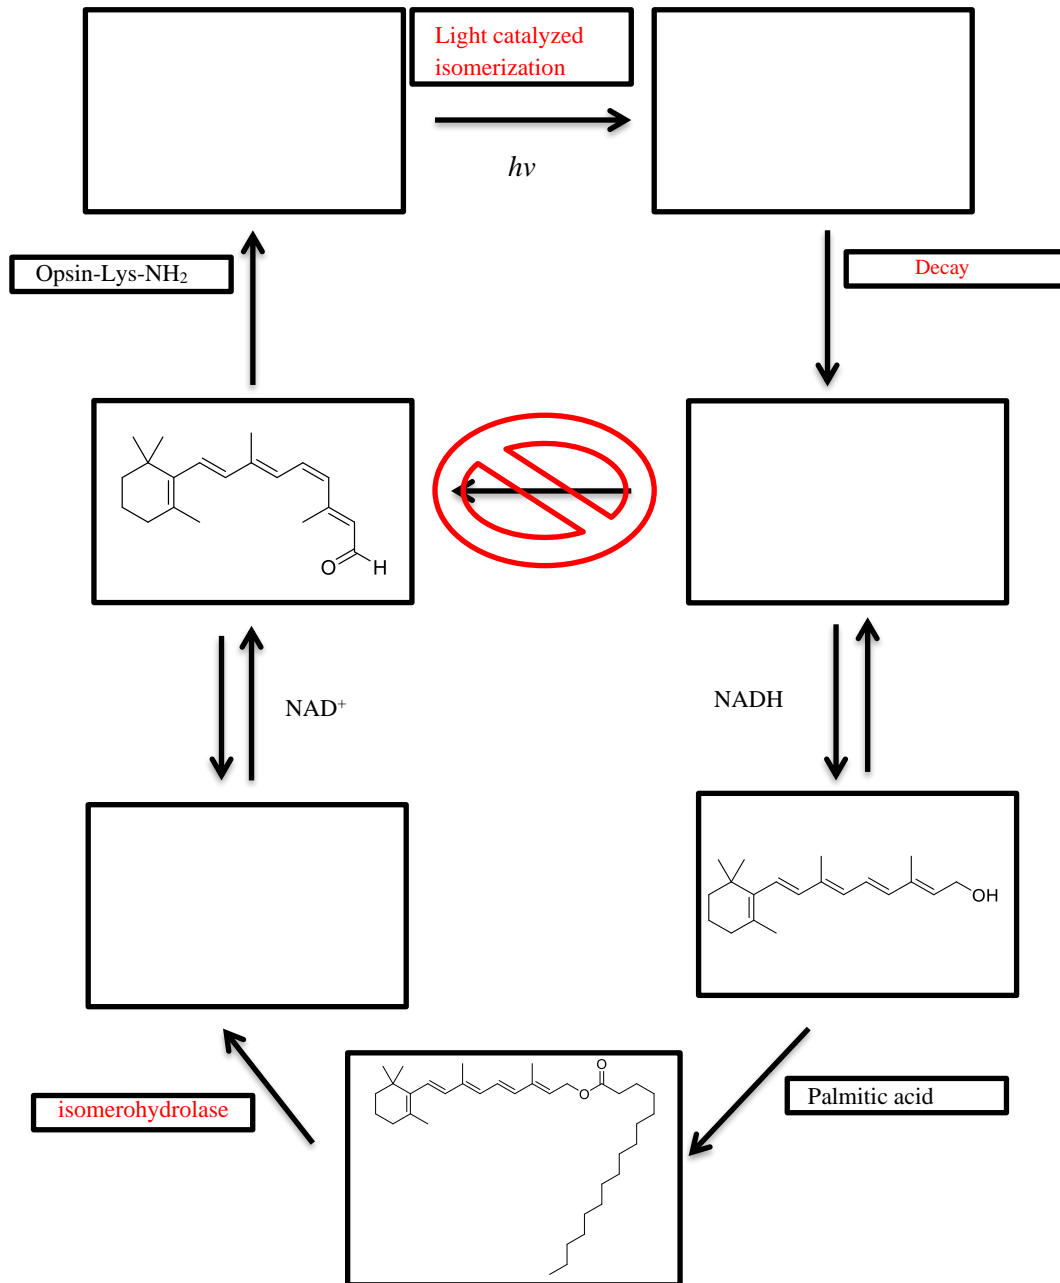 Light catalyzed
isomerization
hv
Opsin-Lys-NH₂
Decay
O
H
NAD⁺
NADH
OH
O
O
isomerohydrolase
Palmitic acid